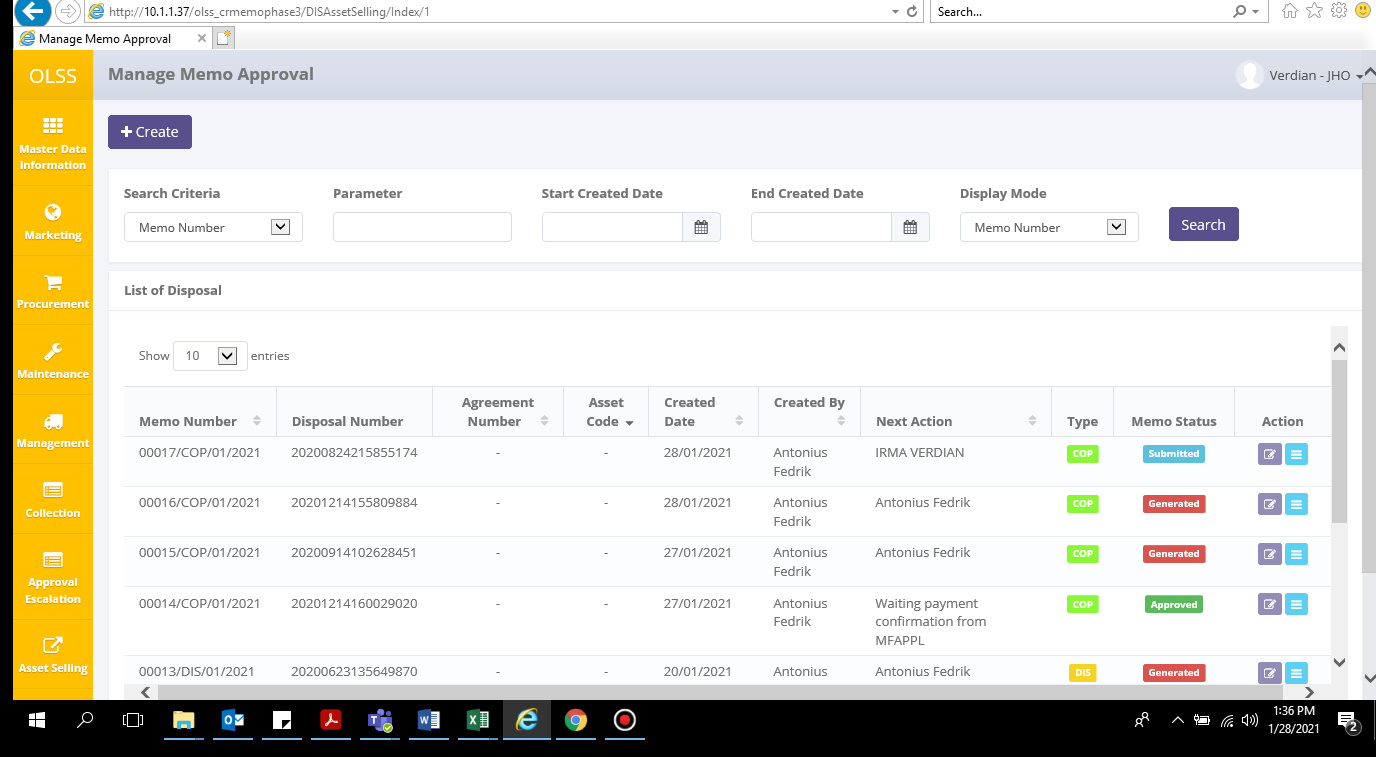 http://10.1.1.37/olss_crmemophase3/DISAssetSelling/Index/1
Search...
Manage Memo Approval
OLSS
Manage Memo Approval
Verdian - JHO
Create
Master Data
Information
Marketing
Procurement
Maintenance
Management
Collection
Approval
Escalation
Asset Selling
Search Criteria
Parameter
Start Created Date
End Created Date
Display Mode
Memo Number
Memo Number
Search
List of Disposal
Show 10 entries
Memo Number
Disposal Number
Agreement
Number
Asset
Code
Created
Date
Created By
Next Action
Type
Memo Status
Action
00017/COP/01/2021 20200824215855174 - - 28/01/2021 Antonius IRMA VERDIAN COP Submitted
Fedrik
00016/COP/01/2021 20201214155809884 - - 28/01/2021 Antonius Antonius Fedrik COP Generated
Fedrik
00015/COP/01/2021 20200914102628451 - - 27/01/2021 Antonius Antonius Fedrik COP Generated
Fedrik
00014/COP/01/2021 20201214160029020 - - 27/01/2021 Antonius Waiting payment COP Approved
Fedrik confirmation from
MFAPPL
00013/DIS/01/2021 20200623135649870 - - 20/01/2021 Antonius Antonius Fedrik DIS Generated
1:36 PM
1/28/2021
2